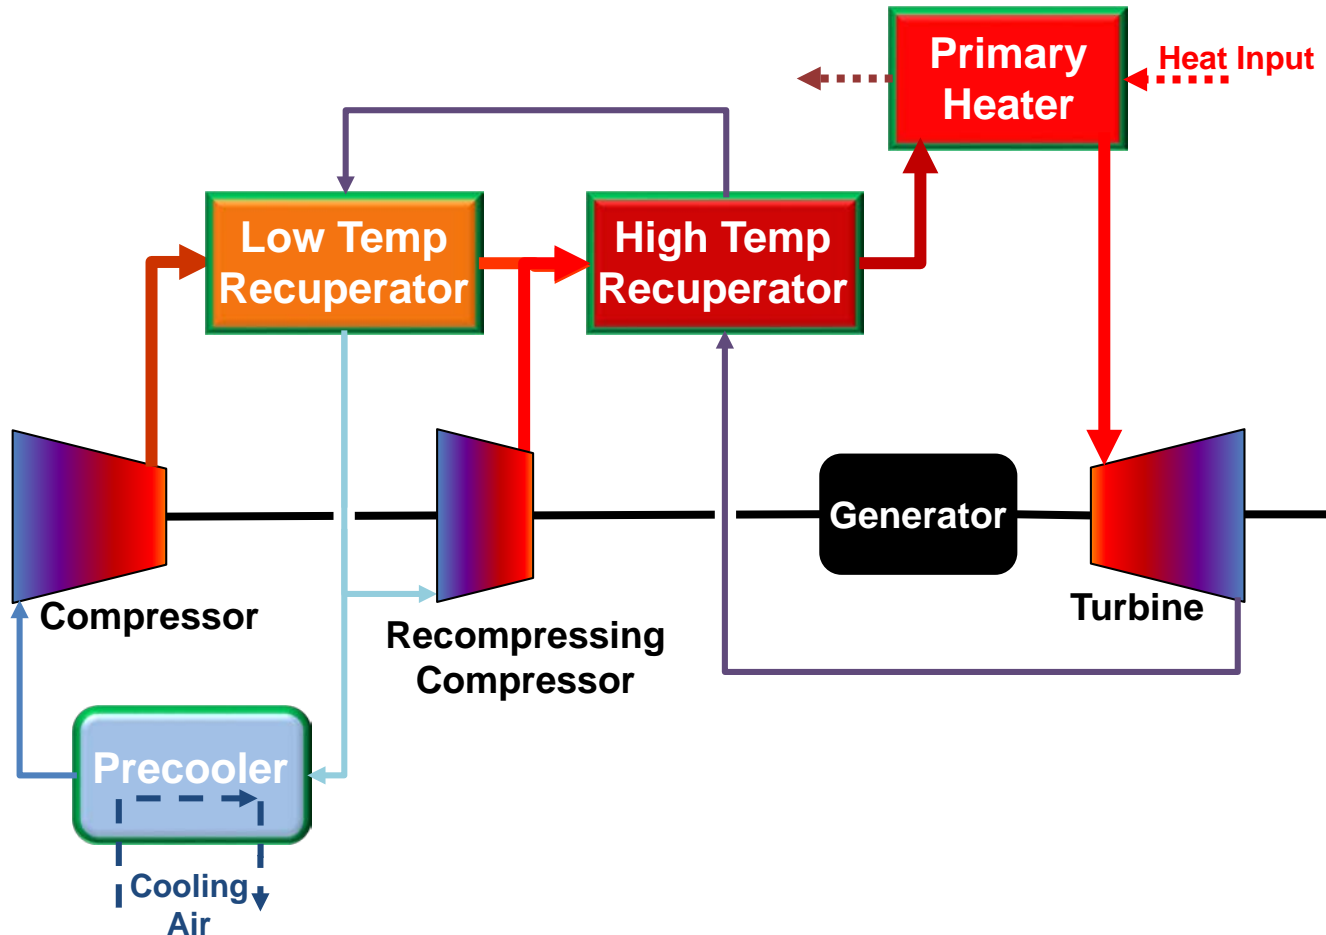 Primary
Heater
Heat Input
Low Temp
Recuperator
High Temp
Recuperator
Generator
Compressor
Turbine
Recompressing
Compressor
Precooler
Cooling
Air